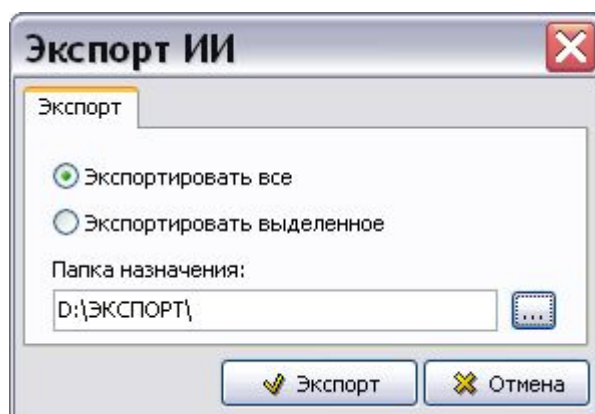 Экспорт ИИ
Экспорт
Экспортировать все
Экспортировать выделенное
Папка назначения:
D:\ЭКСПОРТ\
...
Экспорт
Отмена